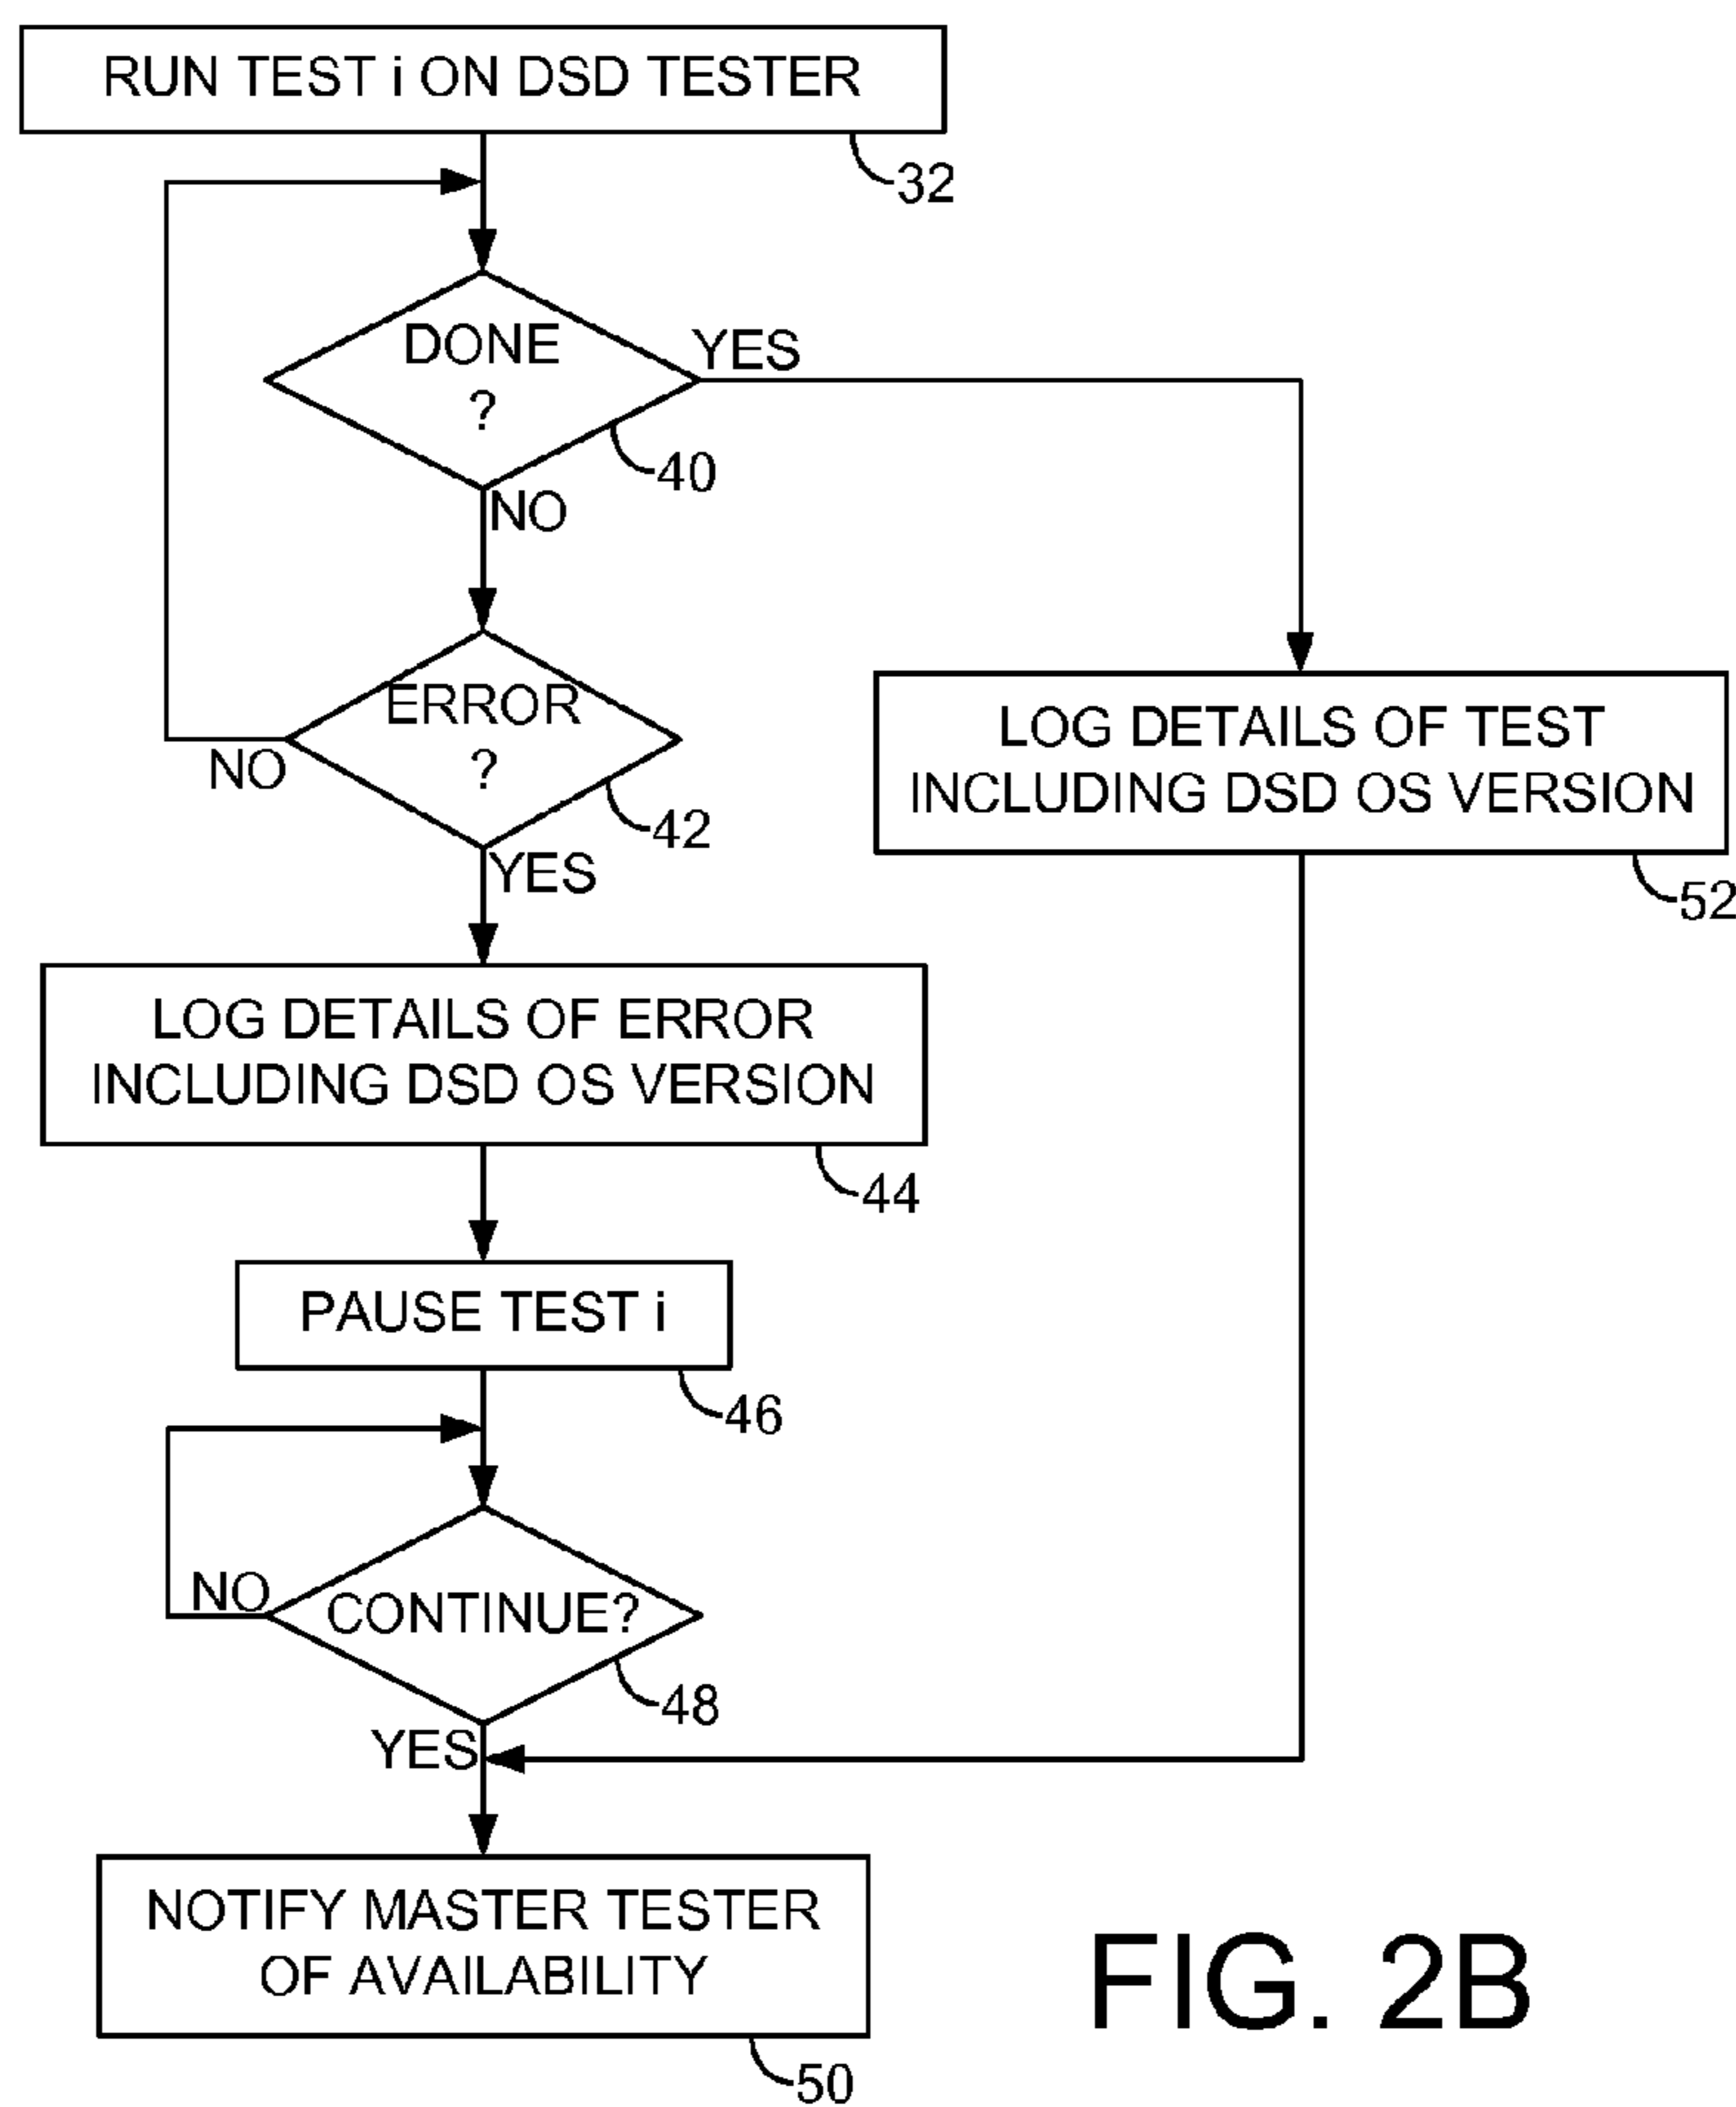 RUN TEST i ON DSD TESTER
32
DONE
?
YES
40
NO
ERROR
?
NO
42
YES
LOG DETAILS OF TEST
INCLUDING DSD OS VERSION
52
LOG DETAILS OF ERROR
INCLUDING DSD OS VERSION
44
PAUSE TEST i
46
NO
CONTINUE?
48
YES
NOTIFY MASTER TESTER
OF AVAILABILITY
50
FIG. 2B